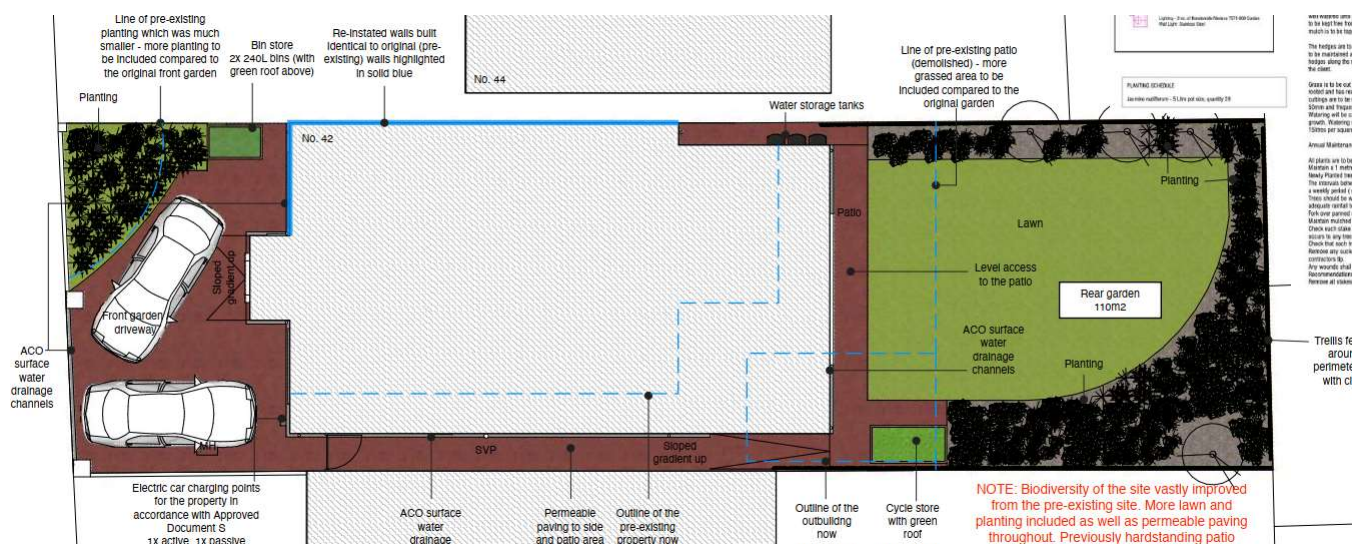 Line of pre-existing
planting which was much
smaller - more planting to
be included compared to
the original front garden
Planting
Bin store
2X 240L bins (with
green roof above)
Re-instated walls built
identical to original (pre-
existing) walls highlighted
in solid blue
No. 44
No. 42
Water storage tanks
Line of pre-existing patio
(demolished) - more
grassed area to be
included compared to the
original garden
PLANTING SCHEDULE
Planting
Patio
Lawn
Level access
to the patio
Rear garden
110m2
ACO surface
water
drainage
channels
Planting
Sloped
gradient up
Front garden
driveway
ACO
surface
water
drainage
channels
MH
SVP
Sloped
gradient up
Electric car charging points
for the property in
accordance with Approved
Document S
1x active, 1x passive
ACO surface
water
drainage
Permeable
paving to side
and patio area
Outline of the
pre-existing
property now
Outline of the
outbuilding
now
Cycle store
with green
roof
NOTE: Biodiversity of the site vastly improved
from the pre-existing site. More lawn and
planting included as well as permeable paving
throughout. Previously hardstanding patio
Trellis fe
aroun
perimete
with cl